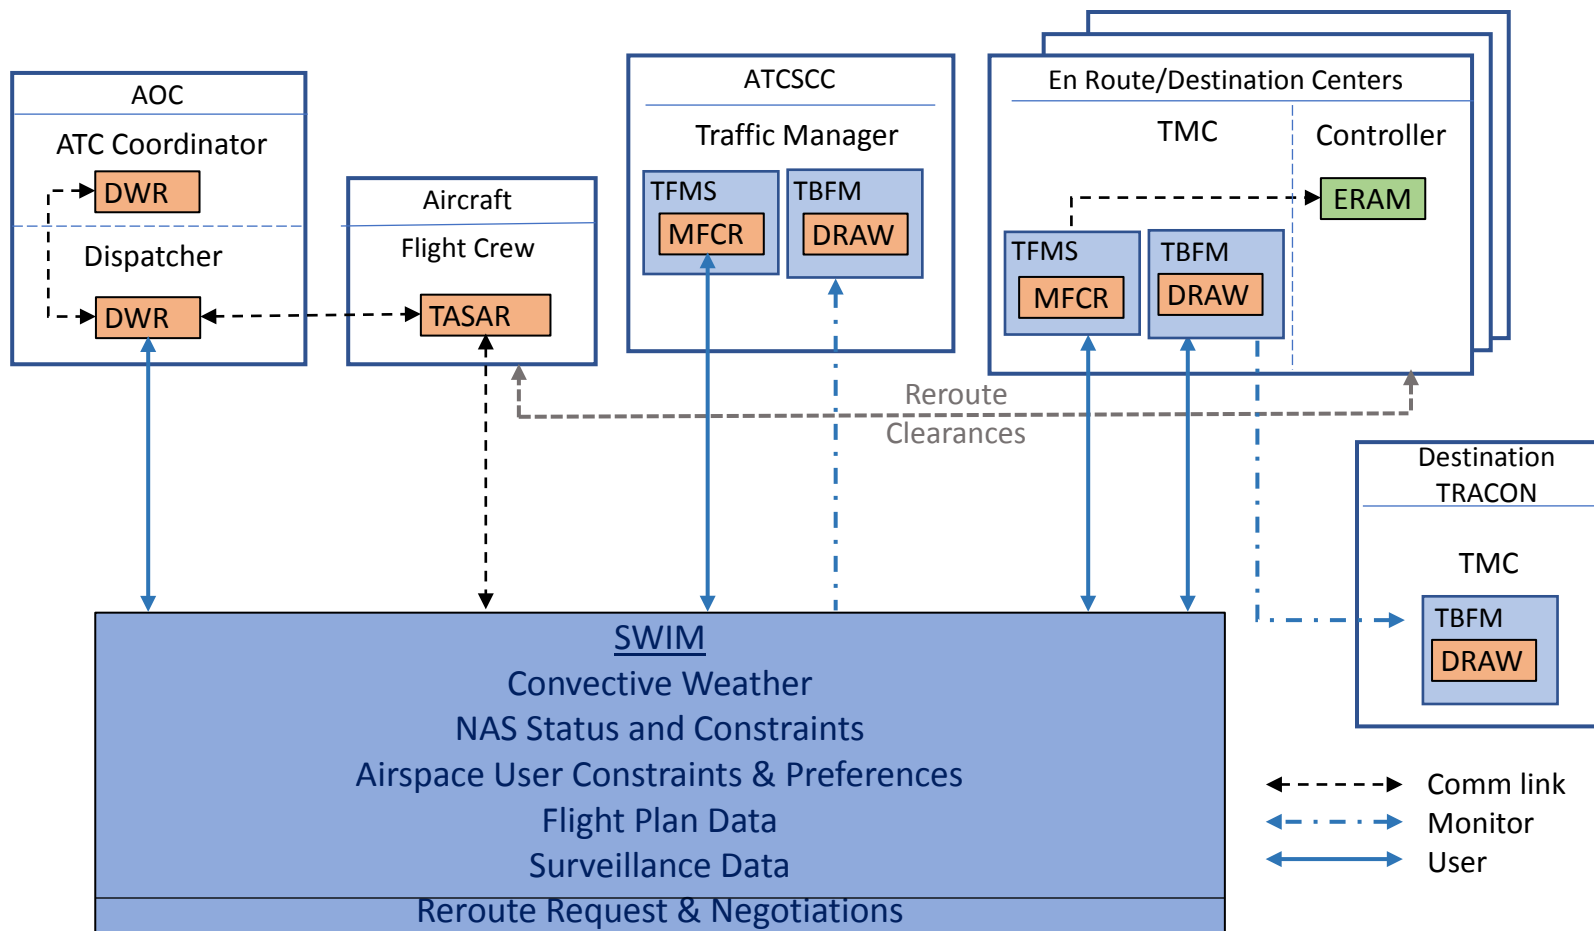 AOC
ATC Coordinator
DWR
Dispatcher
DWR
Aircraft
Flight Crew
TASAR
ATCSCC
Traffic Manager
TFMS
MFCR
TBFM
DRAW
En Route/Destination Centers
TMC
Controller
ERAM
TFMS
MFCR
TBFM
DRAW
Reroute
Clearances
Destination
TRACON
TMC
TBFM
DRAW
SWIM
Convective Weather
NAS Status and Constraints
Airspace User Constraints & Preferences
Flight Plan Data
Surveillance Data
Reroute Request & Negotiations
Comm link
Monitor
User